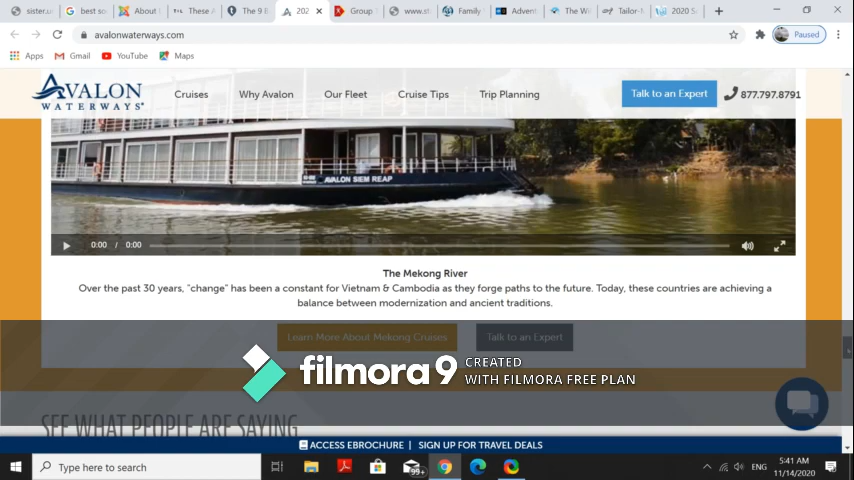 sister.u
best so
About
These A
The 9 B
202
Group
www.st
Family
Advent
The Wi
Tailor-M
2020 S
avalonwaterways.com
Paused
Apps
Gmail
YouTube
Maps
AVALON
WATERWAYS
Cruises
Why Avalon
Our Fleet
Cruise Tips
Trip Planning
Talk to an Expert
877.797.8791
AVALON SIEM REAP
0:00 / 0:00
The Mekong River
Over the past 30 years, "change" has been a constant for Vietnam & Cambodia as they forge paths to the future. Today, these countries are achieving a
balance between modernization and ancient traditions.
Learn More About Mekong Cruises
Talk to an Expert
filmora9
CREATED
WITH FILMORA FREE PLAN
SEE WHAT PEOPLE ARE SAYING
ACCESS EBROCHURE | SIGN UP FOR TRAVEL DEALS
Type here to search
99+
ENG
5:41 AM
11/14/2020